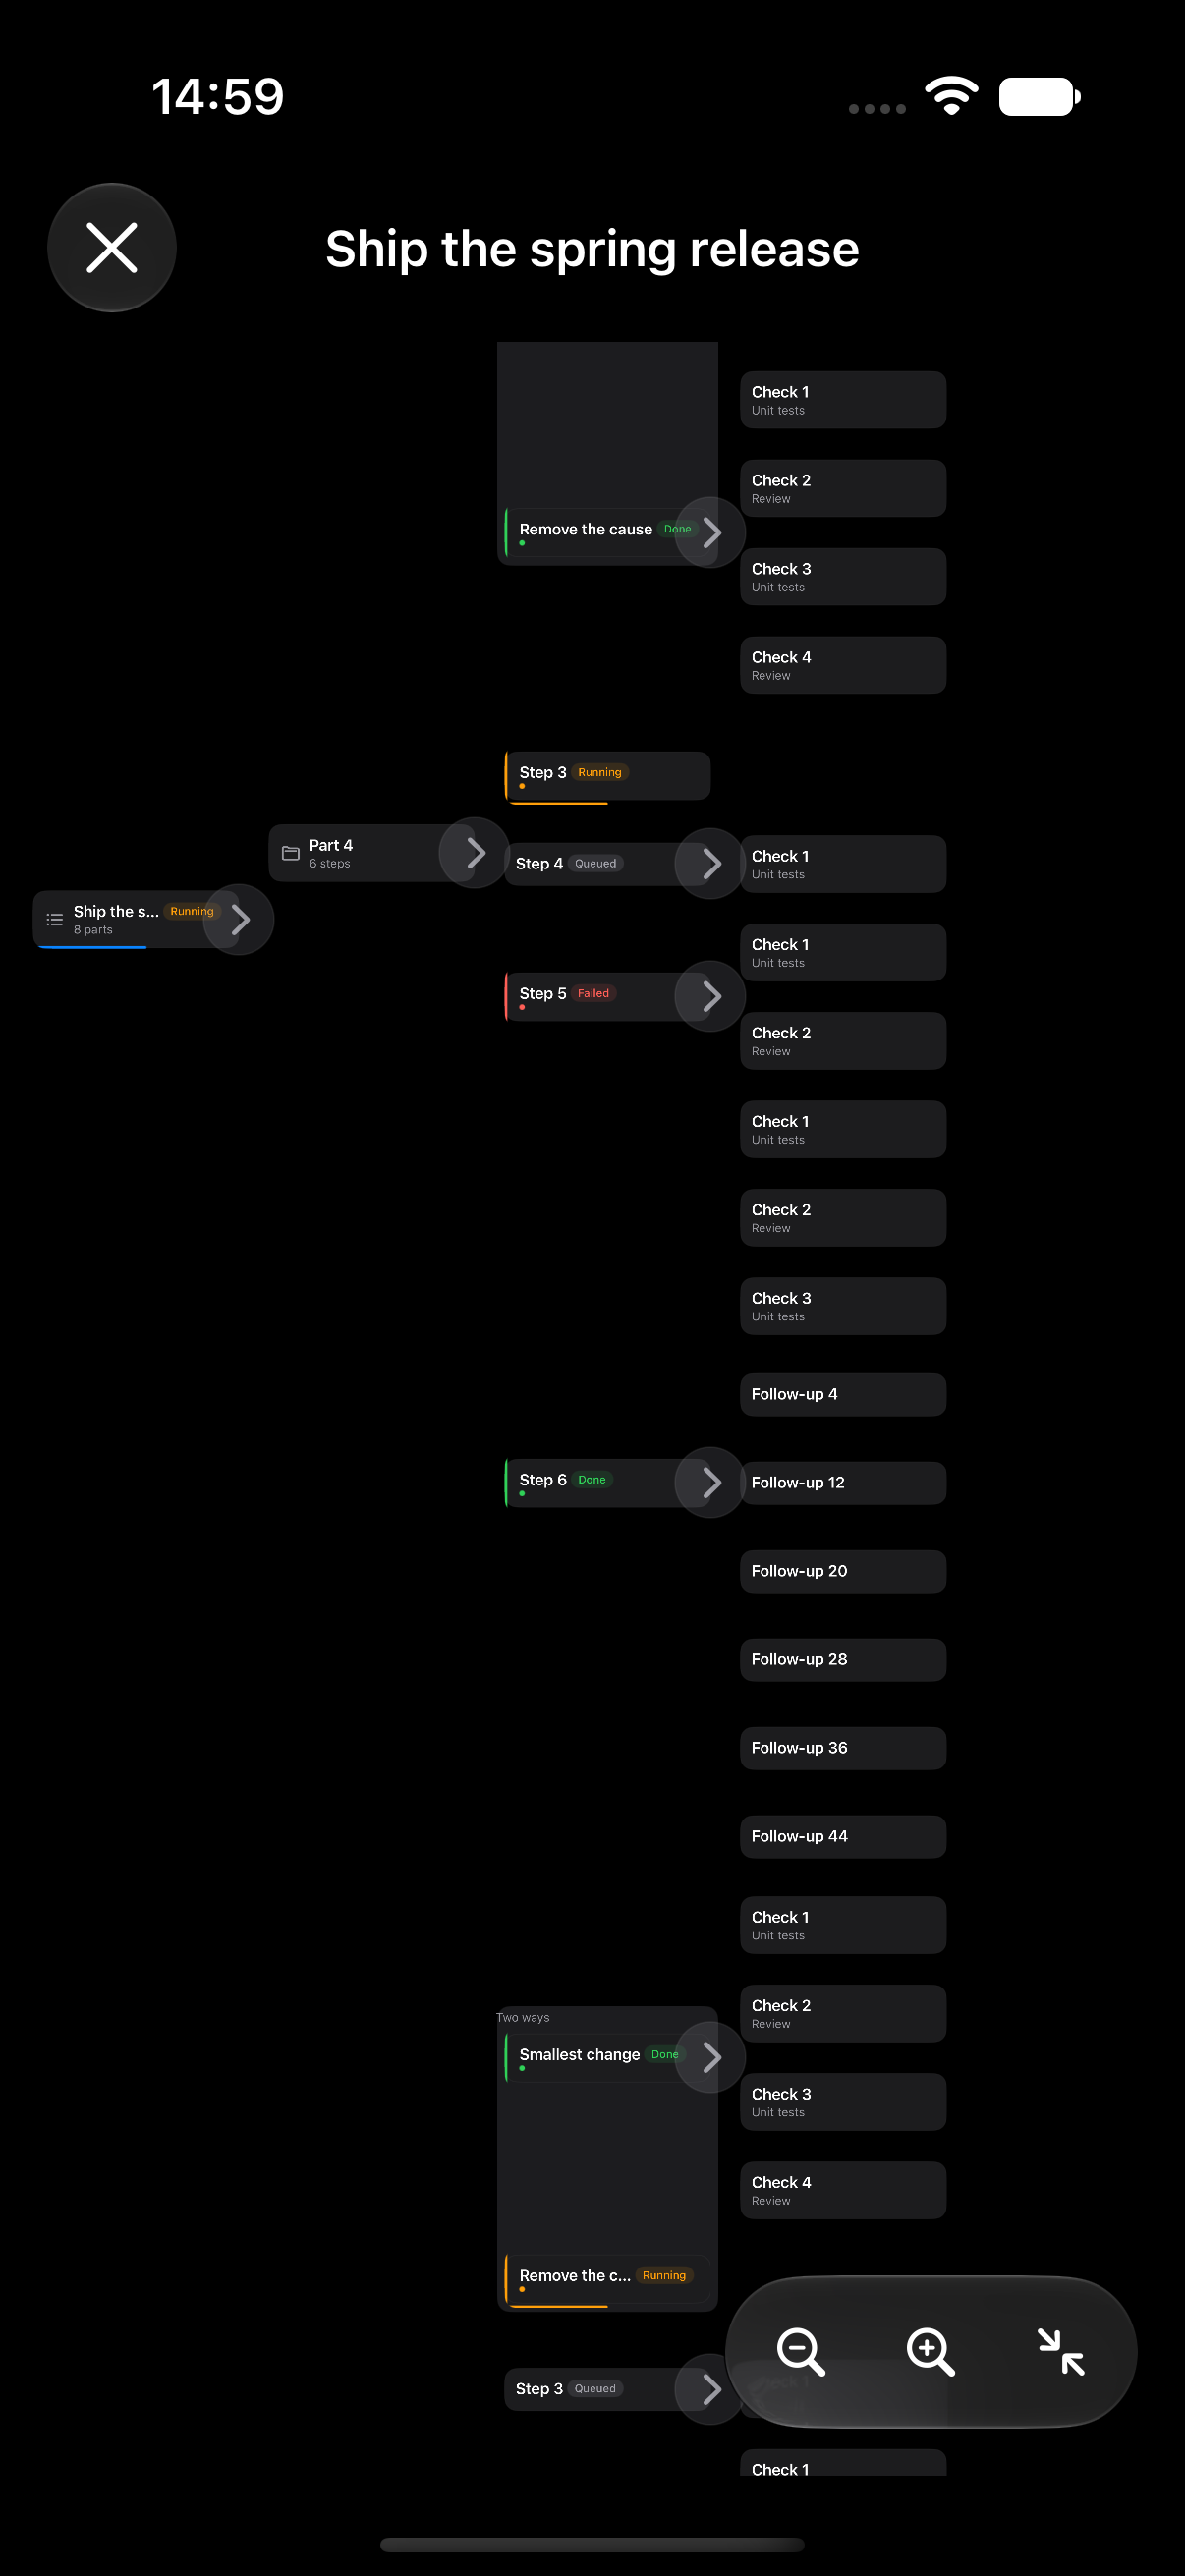 14:59
Ship the spring release
Check 1
Unit tests
Check 2
Review
Remove the cause Done
Check 3
Unit tests
Check 4
Review
Step 3 Running
Part 4
6 steps
Step 4 Queued
Check 1
Unit tests
Ship the s... Running
8 parts
Check 1
Unit tests
Step 5 Failed
Check 2
Review
Check 1
Unit tests
Check 2
Review
Check 3
Unit tests
Follow-up 4
Step 6 Done
Follow-up 12
Follow-up 20
Follow-up 28
Follow-up 36
Follow-up 44
Check 1
Unit tests
Check 2
Review
Two ways
Smallest change Done
Check 3
Unit tests
Check 4
Review
Remove the c... Running
Step 3 Queued
Check 1